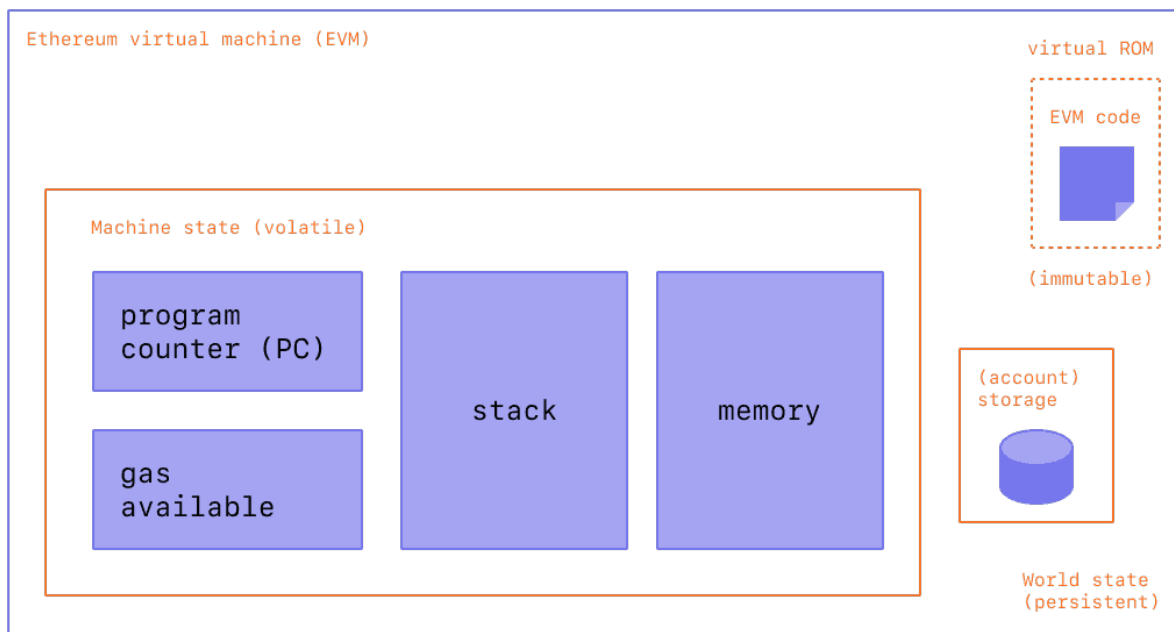 Ethereum virtual machine (EVM)
virtual ROM
EVM code
(immutable)
Machine state (volatile)
program
counter (PC)
gas
available
stack
memory
(account)
storage
World state
(persistent)